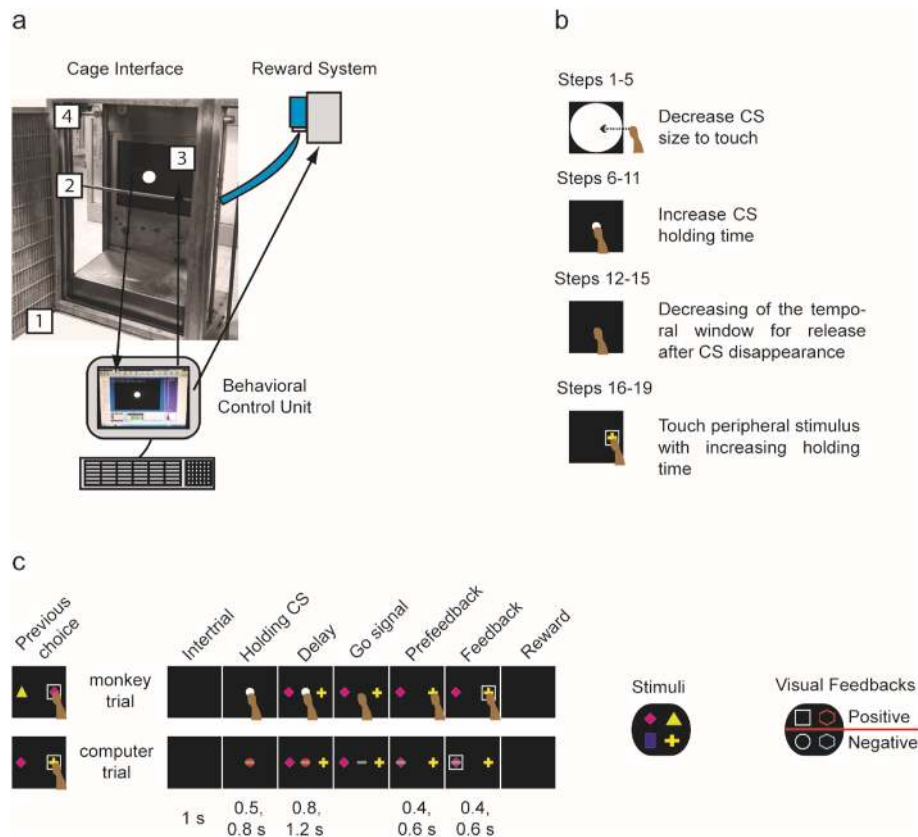 a
Cage Interface
Reward System
4
3
2
1
Behavioral
Control Unit
b
Steps 1-5
Decrease CS
size to touch
Steps 6-11
Increase CS
holding time
Steps 12-15
Decreasing of the tempo-
ral window for release
after CS disappearance
Steps 16-19
Touch peripheral stimulus
with increasing holding
time
c
Previous
choice
Intertrial
Holding CS
Delay
Go signal
Prefeedback
Feedback
Reward
monkey
trial
computer
trial
1 s
0.5,
0.8 s
0.8,
1.2 s
0.4,
0.6 s
0.4,
0.6 s
Stimuli
Visual Feedbacks
Positive
Negative